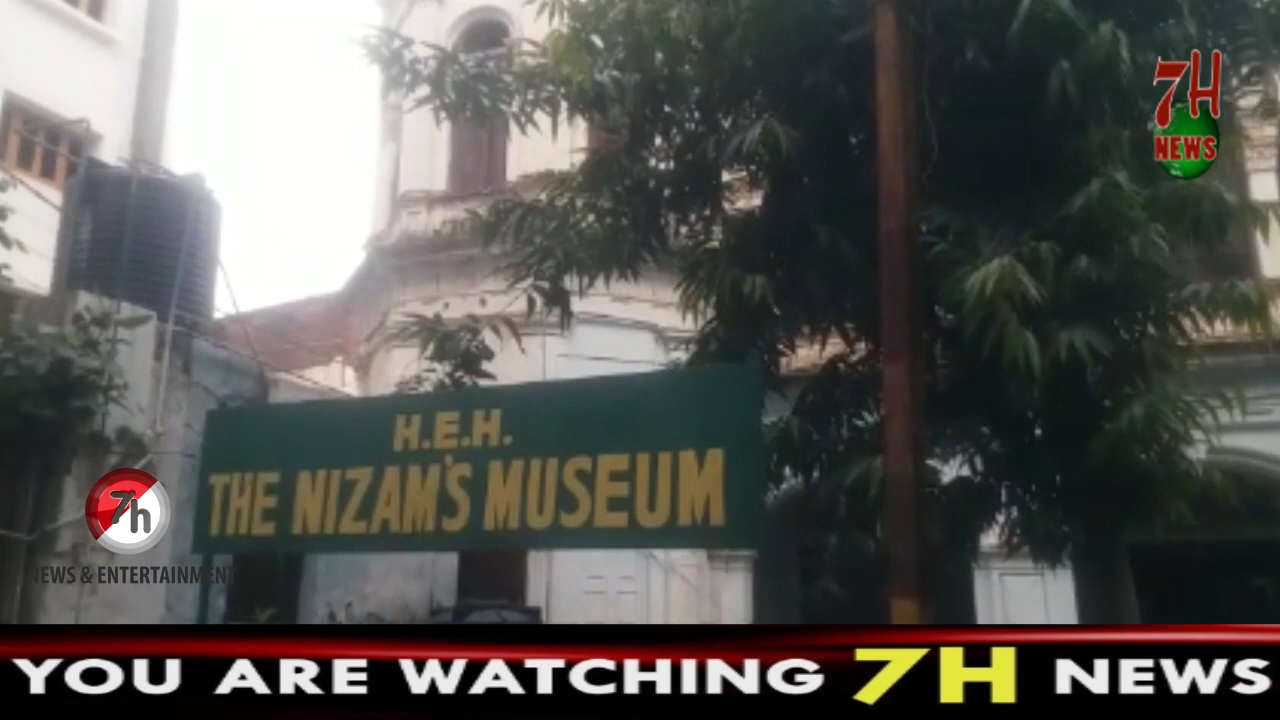 7H
NEWS
H.E.H.
THE NIZAM'S MUSEUM
7h
NEWS & ENTERTAINMENT
YOU ARE WATCHING 7H NEWS